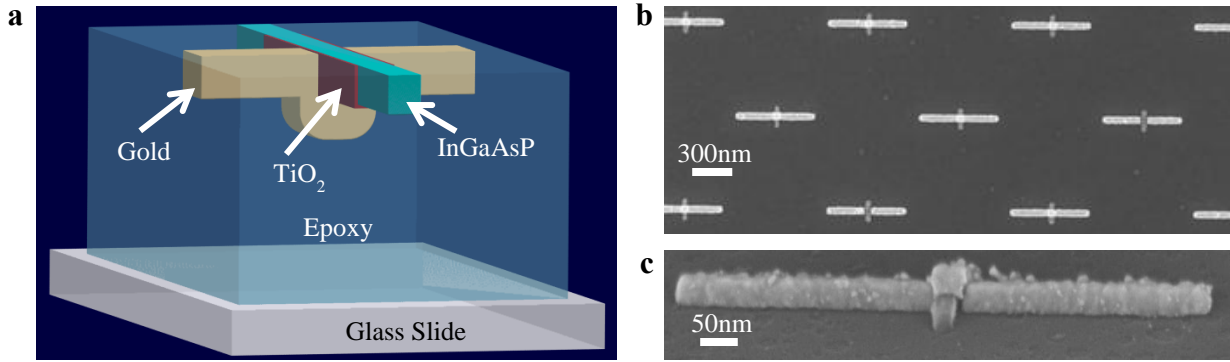 a
Gold
TiO₂
InGaAsP
Epoxy
Glass Slide
b
300nm
c
50nm